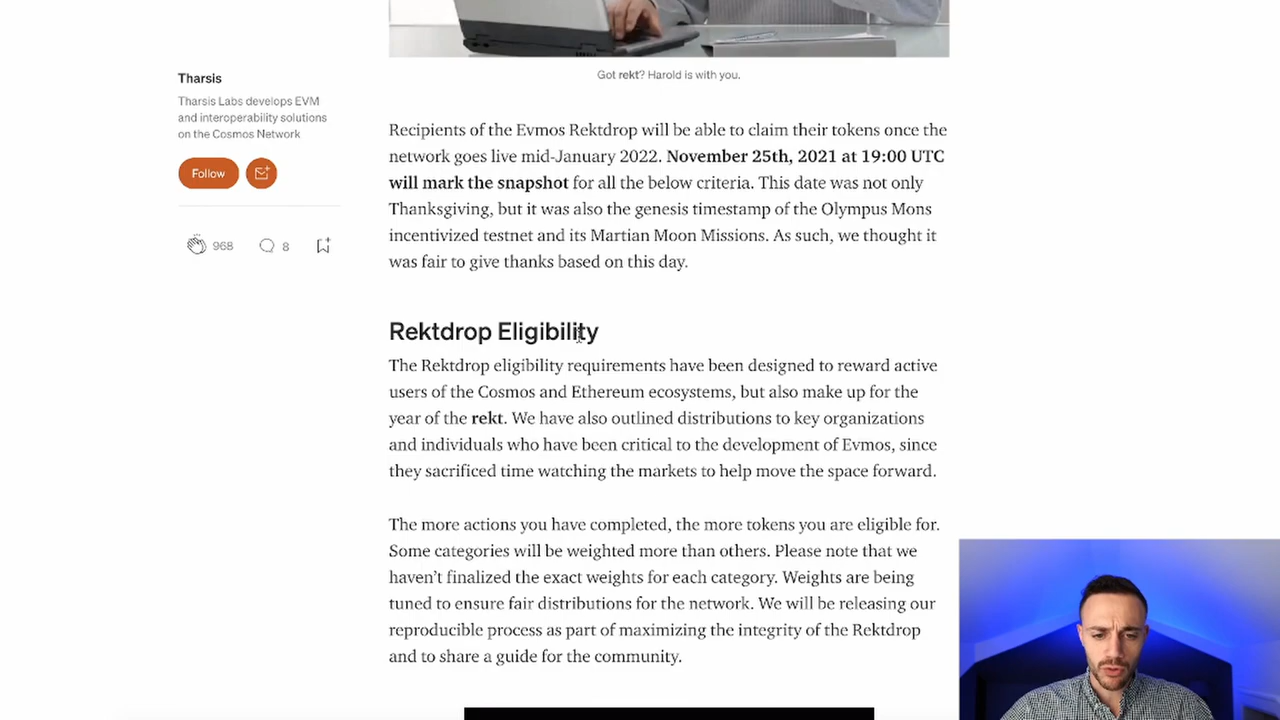 Got rekt? Harold is with you.
Tharsis
Tharsis Labs develops EVM
and interoperability solutions
on the Cosmos Network
Follow
968
8
Recipients of the Evmos Rektdrop will be able to claim their tokens once the
network goes live mid-January 2022. November 25th, 2021 at 19:00 UTC
will mark the snapshot for all the below criteria. This date was not only
Thanksgiving, but it was also the genesis timestamp of the Olympus Mons
incentivized testnet and its Martian Moon Missions. As such, we thought it
was fair to give thanks based on this day.
Rektdrop Eligibility
The Rektdrop eligibility requirements have been designed to reward active
users of the Cosmos and Ethereum ecosystems, but also make up for the
year of the rekt. We have also outlined distributions to key organizations
and individuals who have been critical to the development of Evmos, since
they sacrificed time watching the markets to help move the space forward.
The more actions you have completed, the more tokens you are eligible for.
Some categories will be weighted more than others. Please note that we
haven’t finalized the exact weights for each category. Weights are being
tuned to ensure fair distributions for the network. We will be releasing our
reproducible process as part of maximizing the integrity of the Rektdrop
and to share a guide for the community.